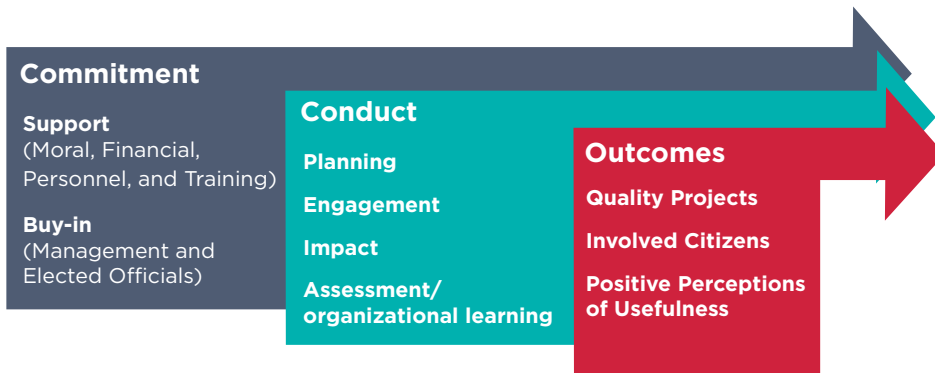 Commitment
Support
(Moral, Financial,
Personnel, and Training)
Buy-in
(Management and
Elected Officials)
Conduct
Planning
Engagement
Impact
Assessment/
organizational learning
Outcomes
Quality Projects
Involved Citizens
Positive Perceptions
of Usefulness